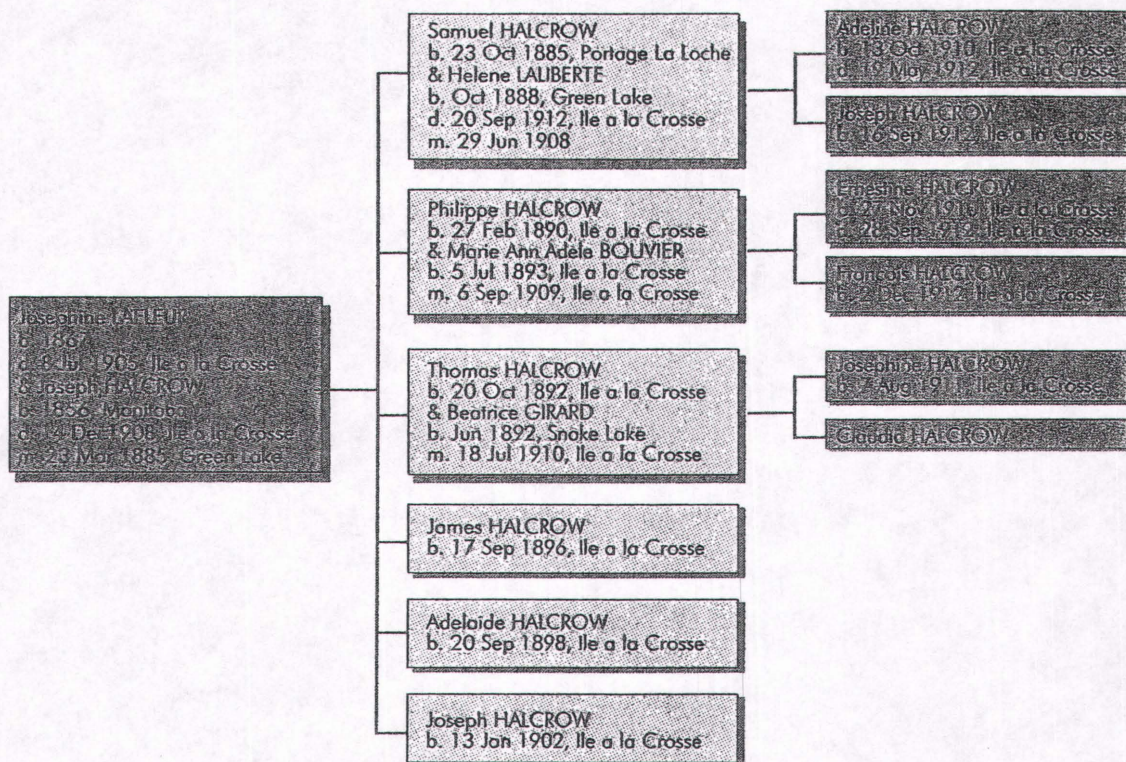 Josephine LAFLEUR
b. 1867
d. 8 Jul 1905, Ile a la Crosse
& Joseph HALCROW
b. 1856, Manitoba
d. 14 Dec 1908, Ile a la Crosse
m. 23 Mar 1885, Green Lake
Samuel HALCROW
b. 23 Oct 1885, Portage La Loche
& Helene LALIBERTE
b. Oct 1888, Green Lake
d. 20 Sep 1912, Ile a la Crosse
m. 29 Jun 1908
Adeline HALCROW
b. 13 Oct 1910, Ile a la Crosse
d. 19 May 1912, Ile a la Crosse
Joseph HALCROW
b. 16 Sep 1912, Ile a la Crosse
Philippe HALCROW
b. 27 Feb 1890, Ile a la Crosse
& Marie Ann Adele BOUVIER
b. 5 Jul 1893, Ile a la Crosse
m. 6 Sep 1909, Ile a la Crosse
Ernestine HALCROW
b. 27 Nov 1910, Ile a la Crosse
d. 28 Sep 1912, Ile a la Crosse
Francois HALCROW
b. 2 Dec 1912, Ile a la Crosse
Thomas HALCROW
b. 20 Oct 1892, Ile a la Crosse
& Beatrice GIRARD
b. Jun 1892, Snake Lake
m. 18 Jul 1910, Ile a la Crosse
Josephine HALCROW
b. 7 Aug 1911, Ile a la Crosse
Claudia HALCROW
James HALCROW
b. 17 Sep 1896, Ile a la Crosse
Adelaide HALCROW
b. 20 Sep 1898, Ile a la Crosse
Joseph HALCROW
b. 13 Jan 1902, Ile a la Crosse